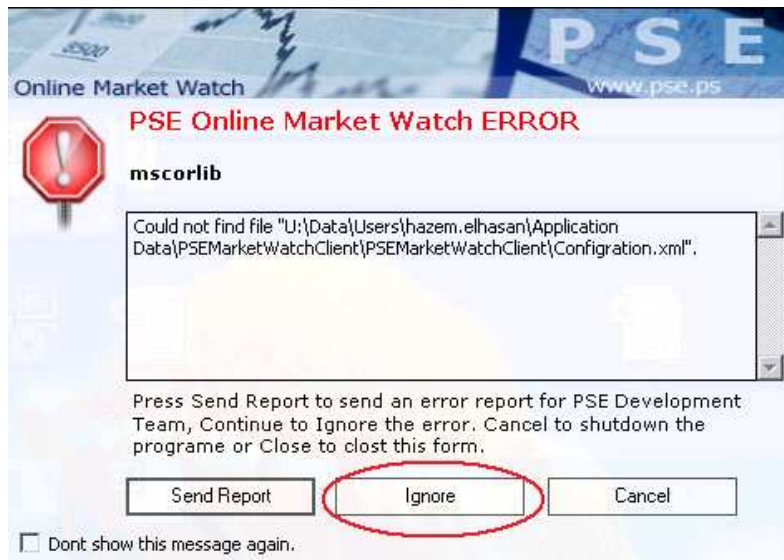 8500
P S E
Online Market Watch
www.pse.ps
PSE Online Market Watch ERROR
mscorlib
Could not find file "U:\Data\Users\hazem.elhasan\Application
Data\PSEMarketWatchClient\PSEMarketWatchClient\Configration.xml".
Press Send Report to send an error report for PSE Development
Team, Continue to Ignore the error. Cancel to shutdown the
programe or Close to clost this form.
Send Report
Ignore
Cancel
Dont show this message again.